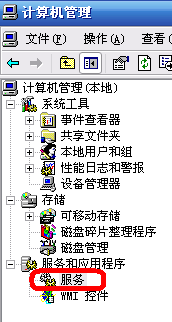 计算机管理
文件(F) 操作(A) 查看(
计算机管理(本地)
系统工具
事件查看器
共享文件夹
本地用户和组
性能日志和警报
设备管理器
存储
可移动存储
磁盘碎片整理程序
磁盘管理
服务和应用程序
服务
WMI 控件